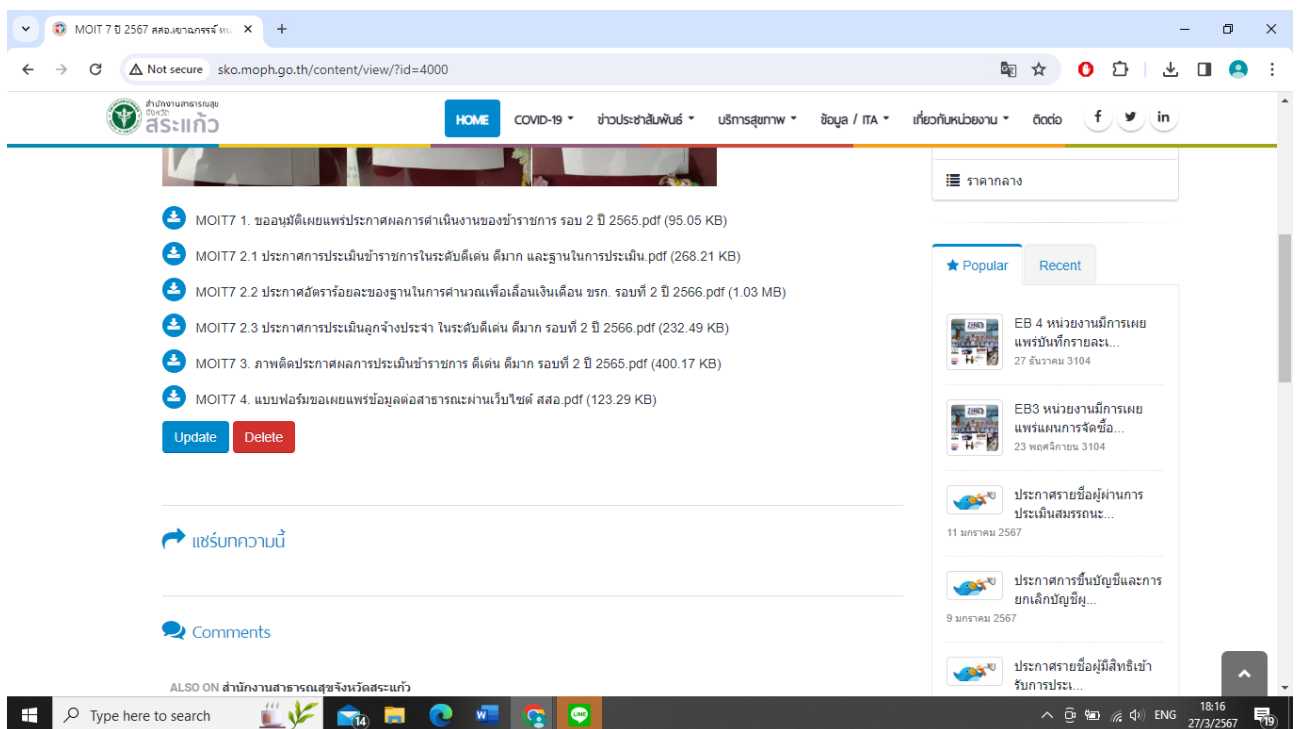 MOIT 7 ปี 2567 สสอ.เขาฉกรรจ์ หน่
Not secure sko.moph.go.th/content/view/?id=4000
สำนักงานสาธารณสุข
จังหวัด
สระแก้ว
HOME COVID-19 ข่าวประชาสัมพันธ์ บริการสุขภาพ ข้อมูล / ITA เกี่ยวกับหน่วยงาน ติดต่อ
ราคากลาง
MOIT7 1. ขออนุมัติเผยแพร่ประกาศผลการดำเนินงานของข้าราชการ รอบ 2 ปี 2565.pdf (95.05 KB)
MOIT7 2.1 ประกาศการประเมินข้าราชการในระดับดีเด่น ดีมาก และฐานในการประเมิน.pdf (268.21 KB)
MOIT7 2.2 ประกาศอัตราร้อยละของฐานในการคำนวณเพื่อเลื่อนเงินเดือน ขรก. รอบที่ 2 ปี 2566.pdf (1.03 MB)
MOIT7 2.3 ประกาศการประเมินลูกจ้างประจำ ในระดับดีเด่น ดีมาก รอบที่ 2 ปี 2566.pdf (232.49 KB)
MOIT7 3. ภาพติดประกาศผลการประเมินข้าราชการ ดีเด่น ดีมาก รอบที่ 2 ปี 2565.pdf (400.17 KB)
MOIT7 4. แบบฟอร์มขอเผยแพร่ข้อมูลต่อสาธารณะผ่านเว็บไซต์ สสอ.pdf (123.29 KB)
Update Delete
แชร์บทความนี้
Comments
ALSO ON สำนักงานสาธารณสุขจังหวัดสระแก้ว
Popular Recent
EB 4 หน่วยงานมีการเผย
แพร่บันทึกรายละเ...
27 ธันวาคม 3104
EB3 หน่วยงานมีการเผย
แพร่แผนการจัดซื้อ...
23 พฤศจิกายน 3104
ประกาศรายชื่อผู้ผ่านการ
ประเมินสมรรถนะ...
11 มกราคม 2567
ประกาศการขึ้นบัญชีและการ
ยกเลิกบัญชีผู...
9 มกราคม 2567
ประกาศรายชื่อผู้มีสิทธิเข้า
รับการประเ...
Type here to search
14
ENG
18:16
27/3/2567
19